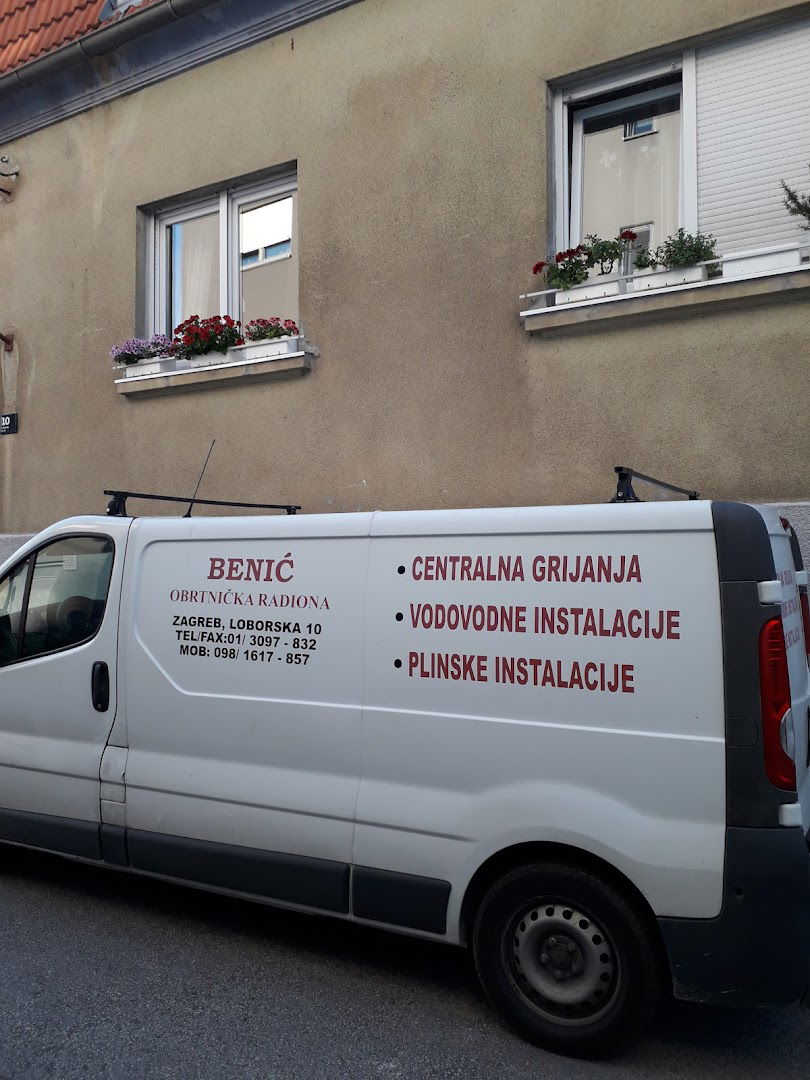 10
BENIĆ
OBRTNIČKA RADIONA
ZAGREB, LOBORSKA 10
TEL/FAX:01/ 3097 - 832
MOB: 098/ 1617 - 857
• CENTRALNA GRIJANJA
• VODOVODNE INSTALACIJE
• PLINSKE INSTALACIJE